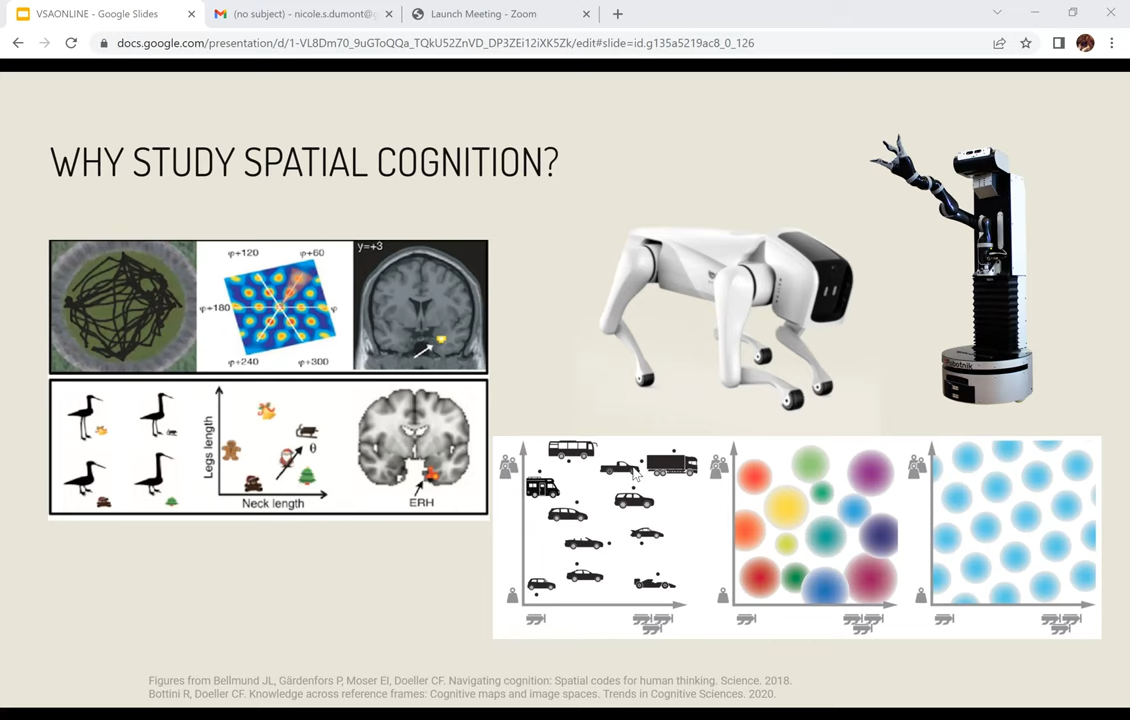 VSAONLINE - Google Slides
(no subject) - nicole.s.dumont@g
Launch Meeting - Zoom
docs.google.com/presentation/d/1-VL8Dm70_9uGToQQa_TQkU52ZnVD_DP3ZEi12iXK5Zk/edit#slide=id.g135a5219ac8_0_126
WHY STUDY SPATIAL COGNITION?
φ+120
φ+60
y=+3
φ+180
φ
φ+240
φ+300
Legs length
θ
Neck length
ERH
Figures from Bellmund JL, Gärdenfors P, Moser EI, Doeller CF. Navigating cognition: Spatial codes for human thinking. Science. 2018.
Bottini R, Doeller CF. Knowledge across reference frames: Cognitive maps and image spaces. Trends in Cognitive Sciences. 2020.